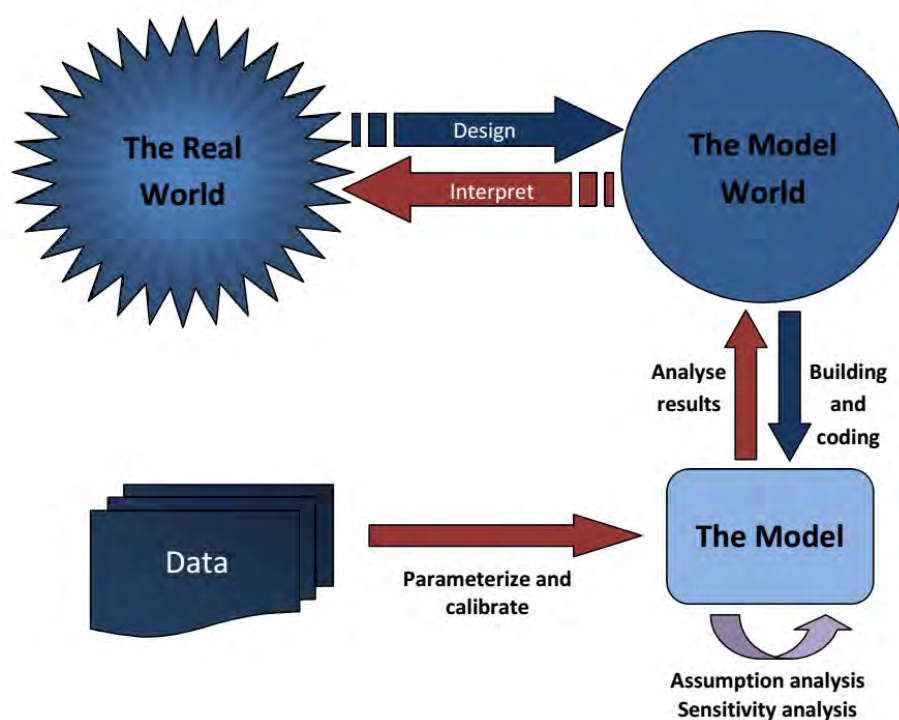 The Real
World
Design
Interpret
The Model
World
Analyse
results
Building
and
coding
Data
Parameterize and
calibrate
The Model
Assumption analysis
Sensitivity analysis